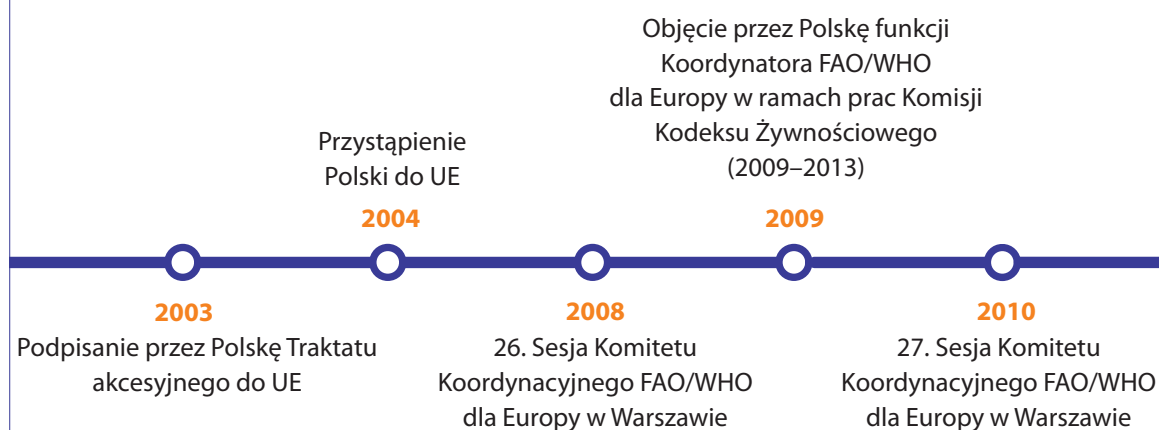 Przystąpienie
Polski do UE
2004
Objęcie przez Polskę funkcji
Koordynatora FAO/WHO
dla Europy w ramach prac Komisji
Kodeksu Żywnościowego
(2009–2013)
2009
2003
Podpisanie przez Polskę Traktatu
akcesyjnego do UE
2008
26. Sesja Komitetu
Koordynacyjnego FAO/WHO
dla Europy w Warszawie
2010
27. Sesja Komitetu
Koordynacyjnego FAO/WHO
dla Europy w Warszawie